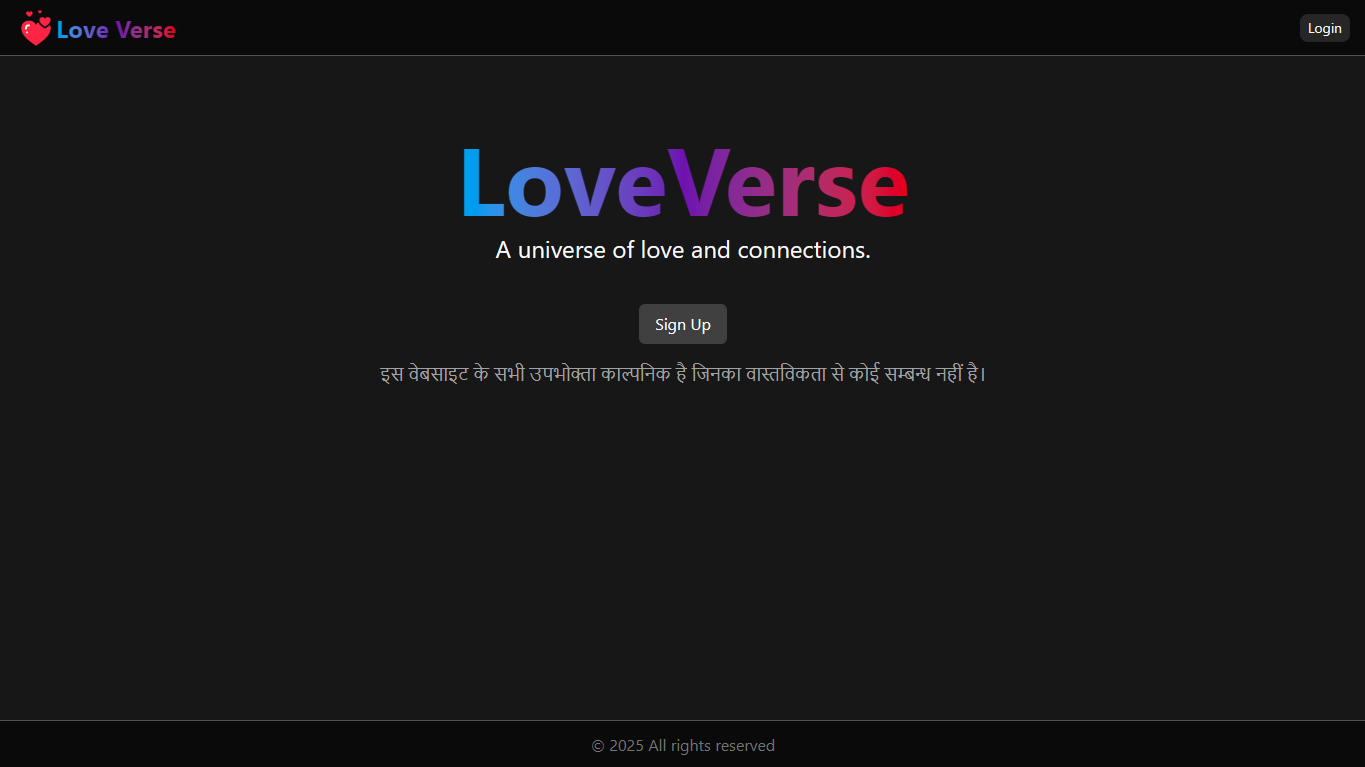 Love Verse
Login
LoveVerse
A universe of love and connections.
Sign Up
इस वेबसाइट के सभी उपभोक्ता काल्पनिक है जिनका वास्तविकता से कोई सम्बन्ध नहीं है।
© 2025 All rights reserved